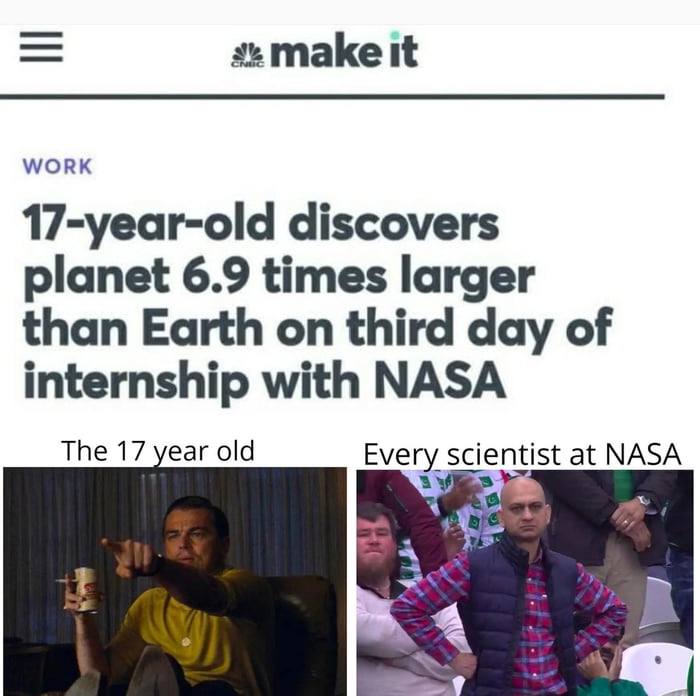 CNBC make it
WORK
17-year-old discovers
planet 6.9 times larger
than Earth on third day of
internship with NASA
The 17 year old
Every scientist at NASA